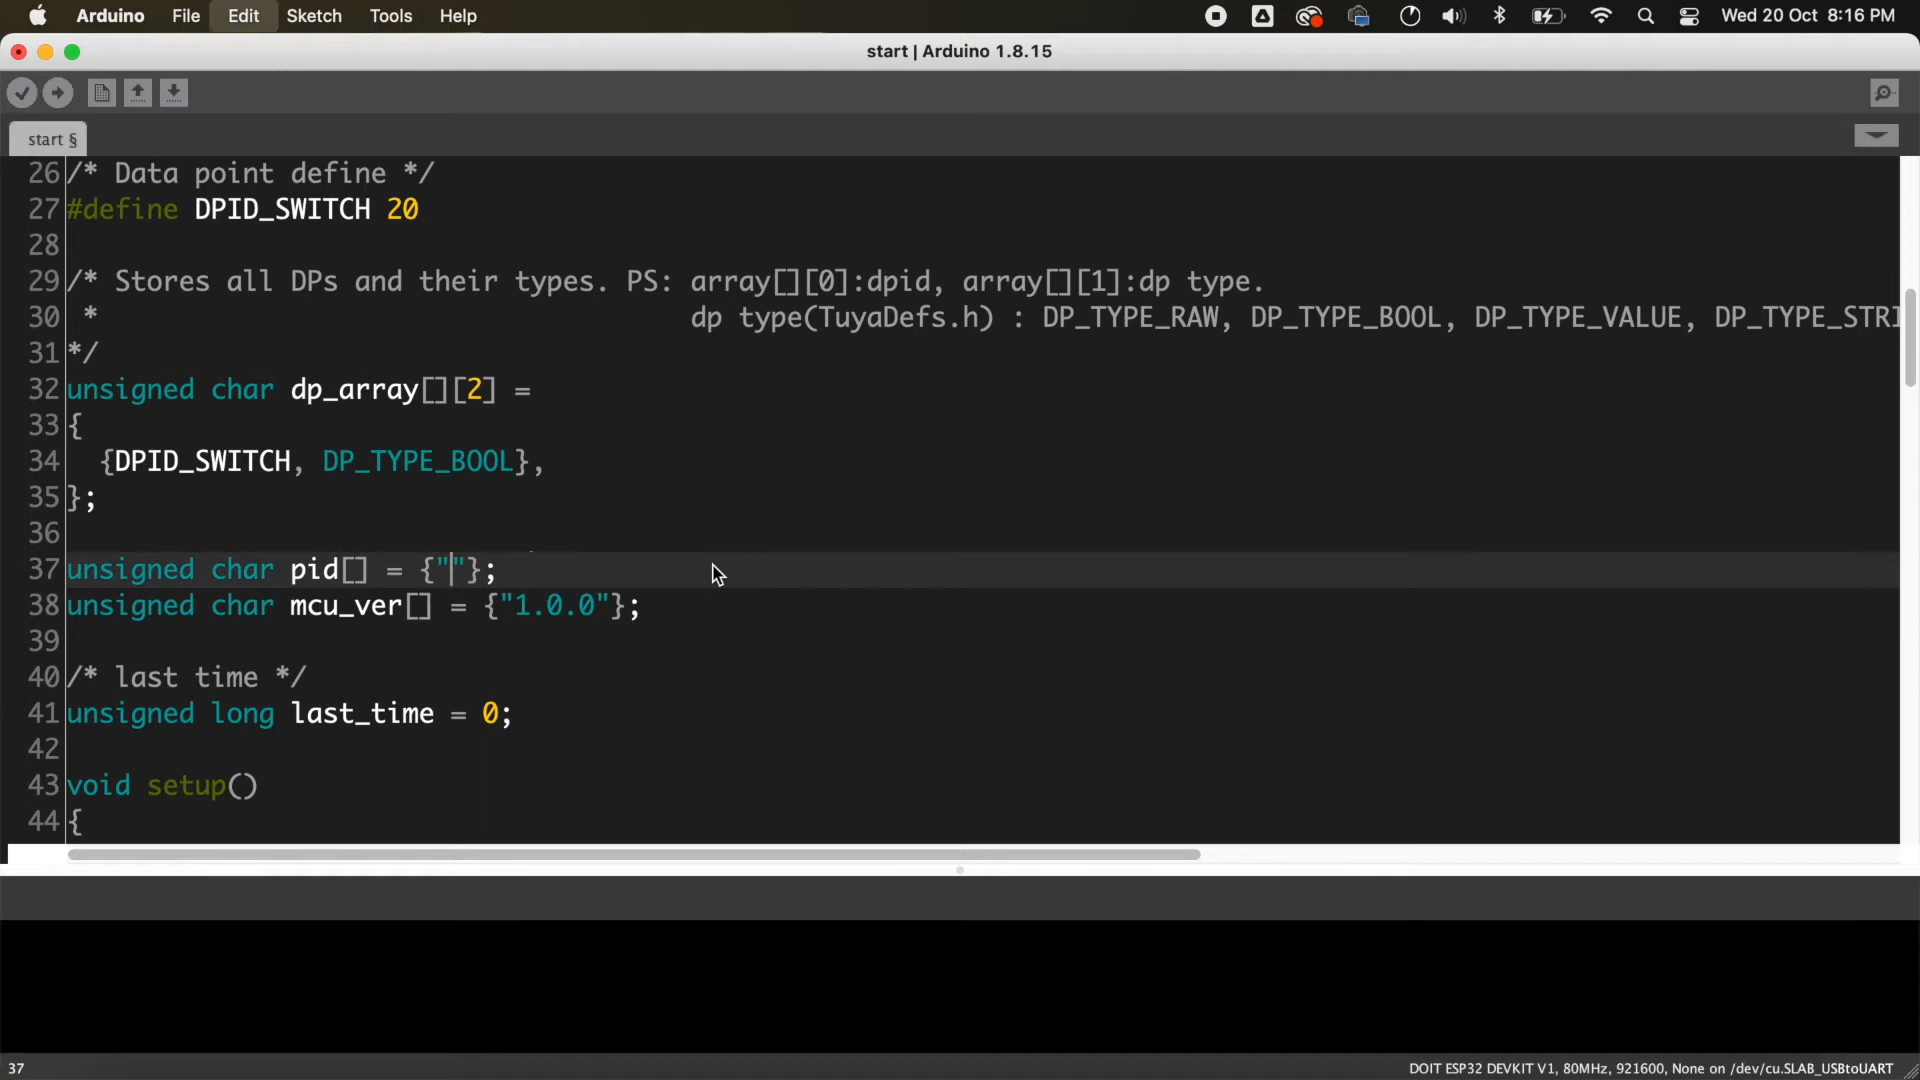 Arduino File Edit Sketch Tools Help Wed 20 Oct 8:16 PM
start | Arduino 1.8.15
start §
26 /* Data point define */
27 #define DPID_SWITCH 20
28
29 /* Stores all DPs and their types. PS: array[][0]:dpid, array[][1]:dp type.
30 * dp type(TuyaDefs.h) : DP_TYPE_RAW, DP_TYPE_BOOL, DP_TYPE_VALUE, DP_TYPE_STRI
31 */
32 unsigned char dp_array[][2] =
33 {
34 {DPID_SWITCH, DP_TYPE_BOOL},
35 };
36
37 unsigned char pid[] = {""};
38 unsigned char mcu_ver[] = {"1.0.0"};
39
40 /* last time */
41 unsigned long last_time = 0;
42
43 void setup()
44 {
37 DOIT ESP32 DEVKIT V1, 80MHz, 921600, None on /dev/cu.SLAB_USBtoUART